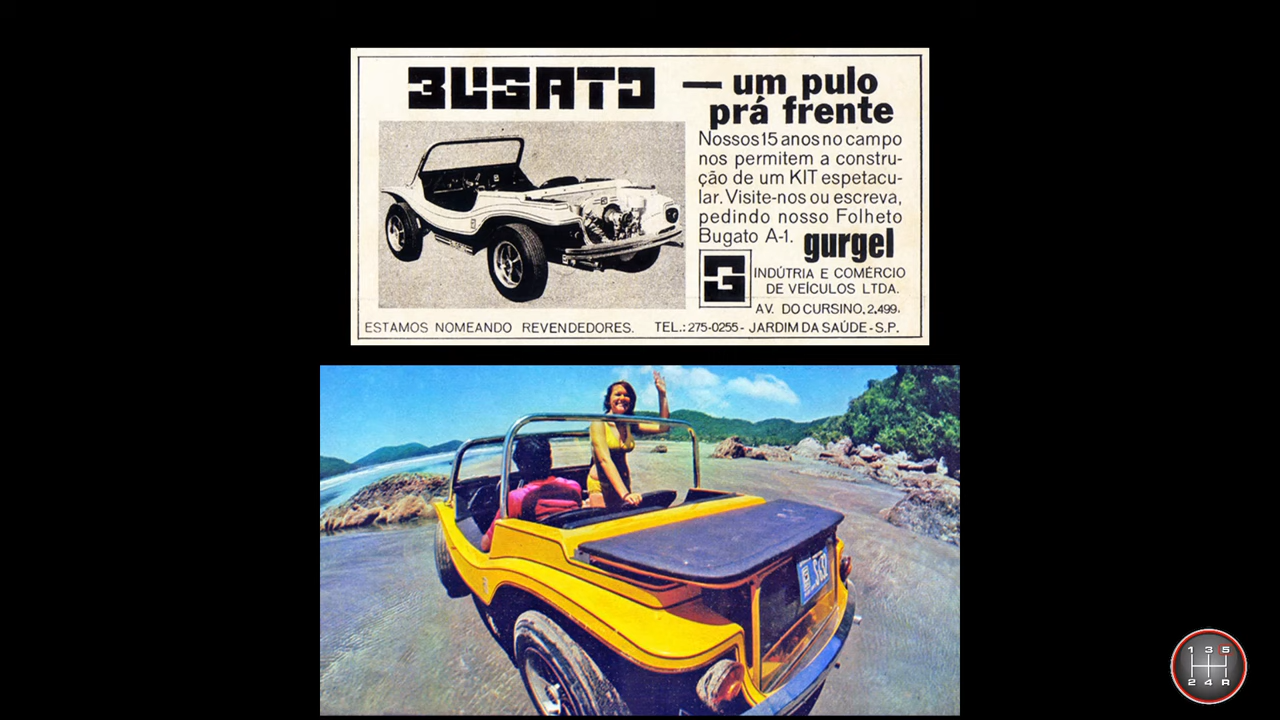 BUGATO
— um pulo
prá frente
Nossos 15 anos no campo
nos permitem a constru-
ção de um KIT espetacu-
lar. Visite-nos ou escreva,
pedindo nosso Folheto
Bugato A-1. gurgel
INDÚTRIA E COMÉRCIO
DE VEÍCULOS LTDA.
AV. DO CURSINO, 2.499,
ESTAMOS NOMEANDO REVENDEDORES. TEL.: 275-0255 - JARDIM DA SAÚDE - S.P.
1 3 5
2 4 R